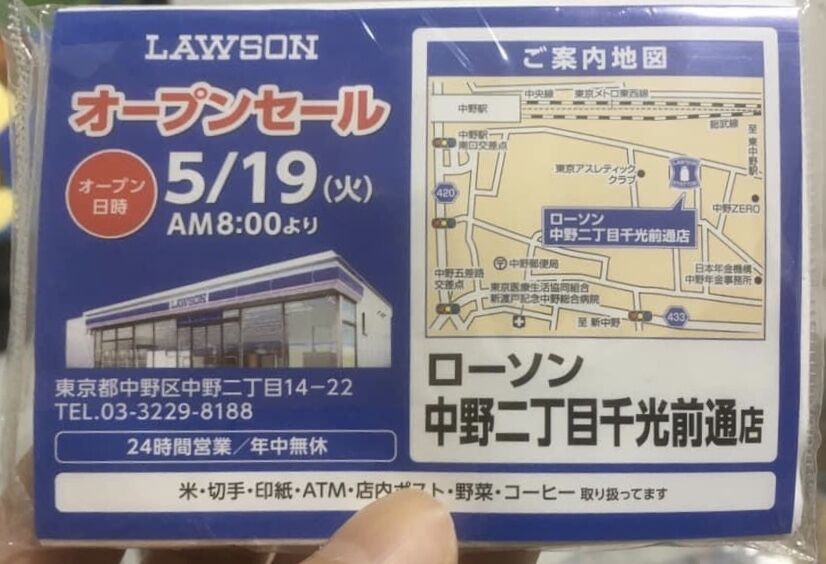 LAWSON
オープンセール
オープン
日時
5/19(火)
AM8:00より
LAWSON
東京都中野区中野二丁目14-22
TEL.03-3229-8188
24時間営業/年中無休
ご案内地図
中央線
東京メトロ東西線
中野駅
総武線
至 東中野駅
中野駅
南口交差点
東京アスレティック
クラブ
LAWSON
420
中野ZERO
ローソン
中野二丁目千光前通店
中野郵便局
中野五差路
交差点
日本年金機構
中野年金事務所
東京医療生活協同組合
新渡戸記念中野総合病院
至 新中野
433
ローソン
中野二丁目千光前通店
米・切手・印紙・ATM・店内ポスト・野菜・コーヒー 取り扱ってます